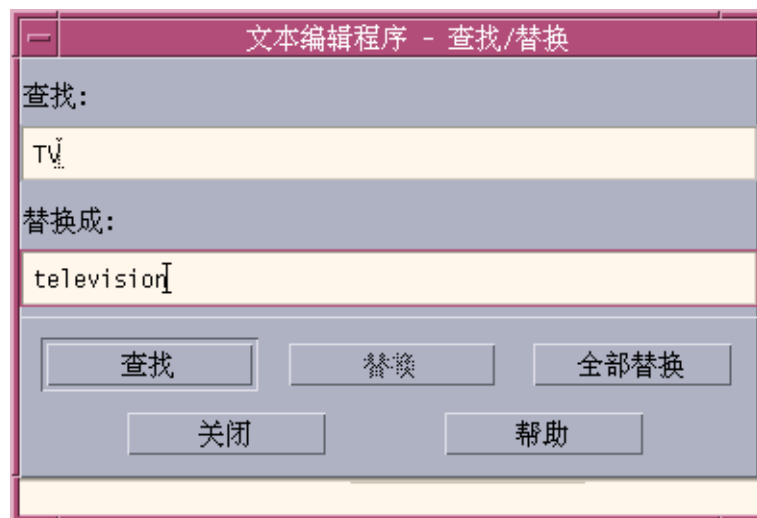 文本编辑程序 - 查找/替换
查找:
TV
替换成:
television
查找 替换 全部替换
关闭 帮助